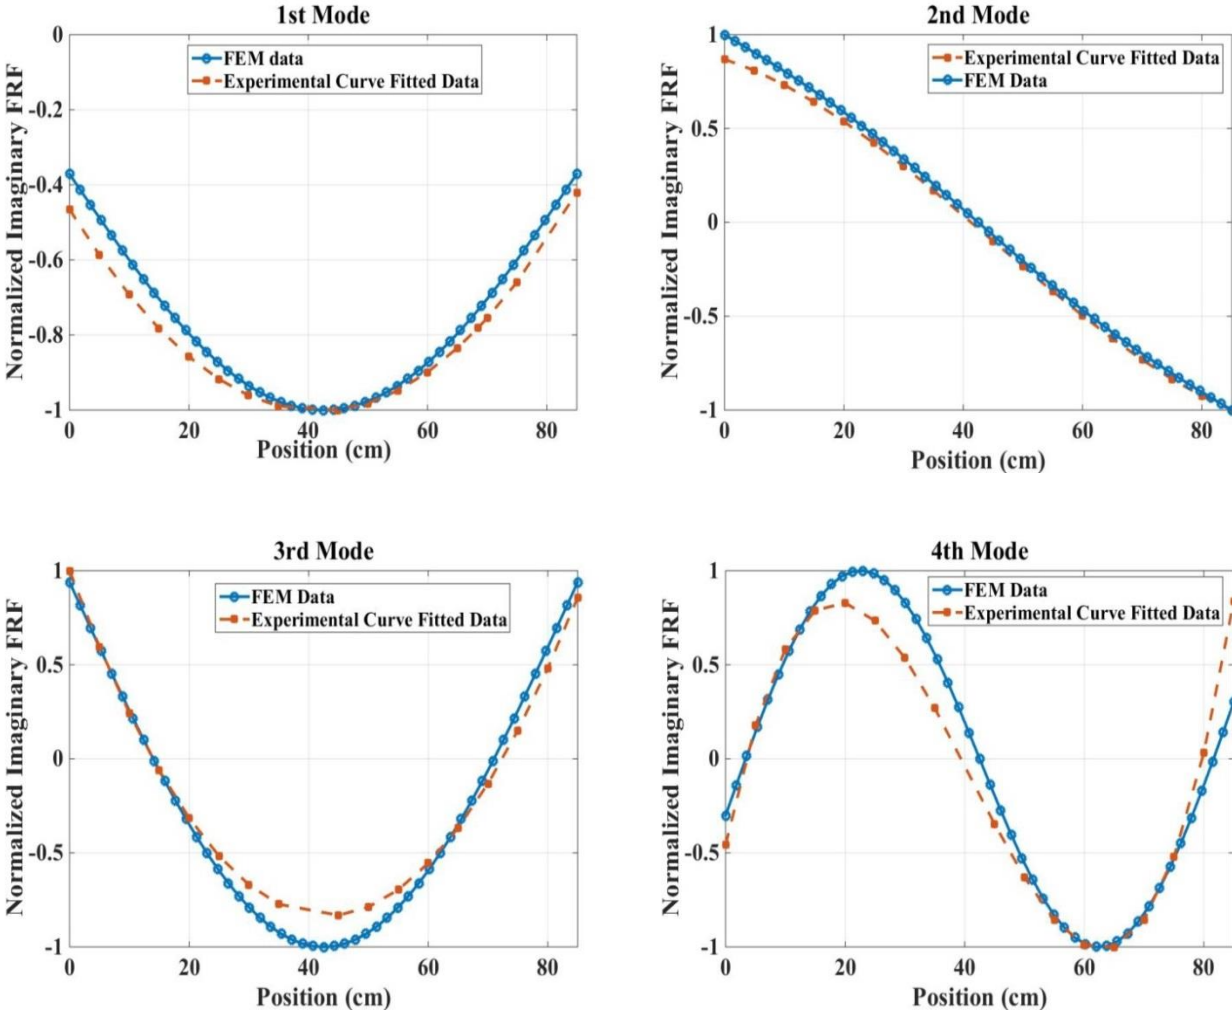 1st Mode
0
-0.2
-0.4
-0.6
-0.8
-1
Normalized Imaginary FRF
FEM data
Experimental Curve Fitted Data
0 20 40 60 80
Position (cm)
2nd Mode
1
0.5
0
-0.5
-1
Normalized Imaginary FRF
Experimental Curve Fitted Data
FEM Data
0 20 40 60 80
Position (cm)
3rd Mode
1
0.5
0
-0.5
-1
Normalized Imaginary FRF
FEM Data
Experimental Curve Fitted Data
0 20 40 60 80
Position (cm)
4th Mode
1
0.5
0
-0.5
-1
Normalized Imaginary FRF
FEM Data
Experimental Curve Fitted Data
0 20 40 60 80
Position (cm)